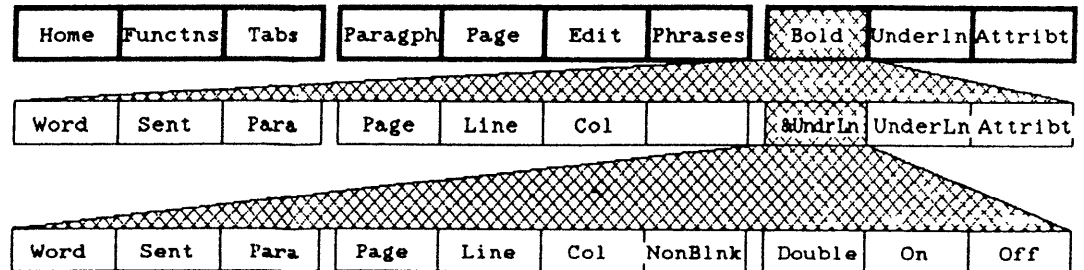 Home Functns Tabs Paragph Page Edit Phrases Bold Underln Attribt
Word Sent Para Page Line Col &UndrLn UnderLn Attribt
Word Sent Para Page Line Col NonBlnk Double On Off